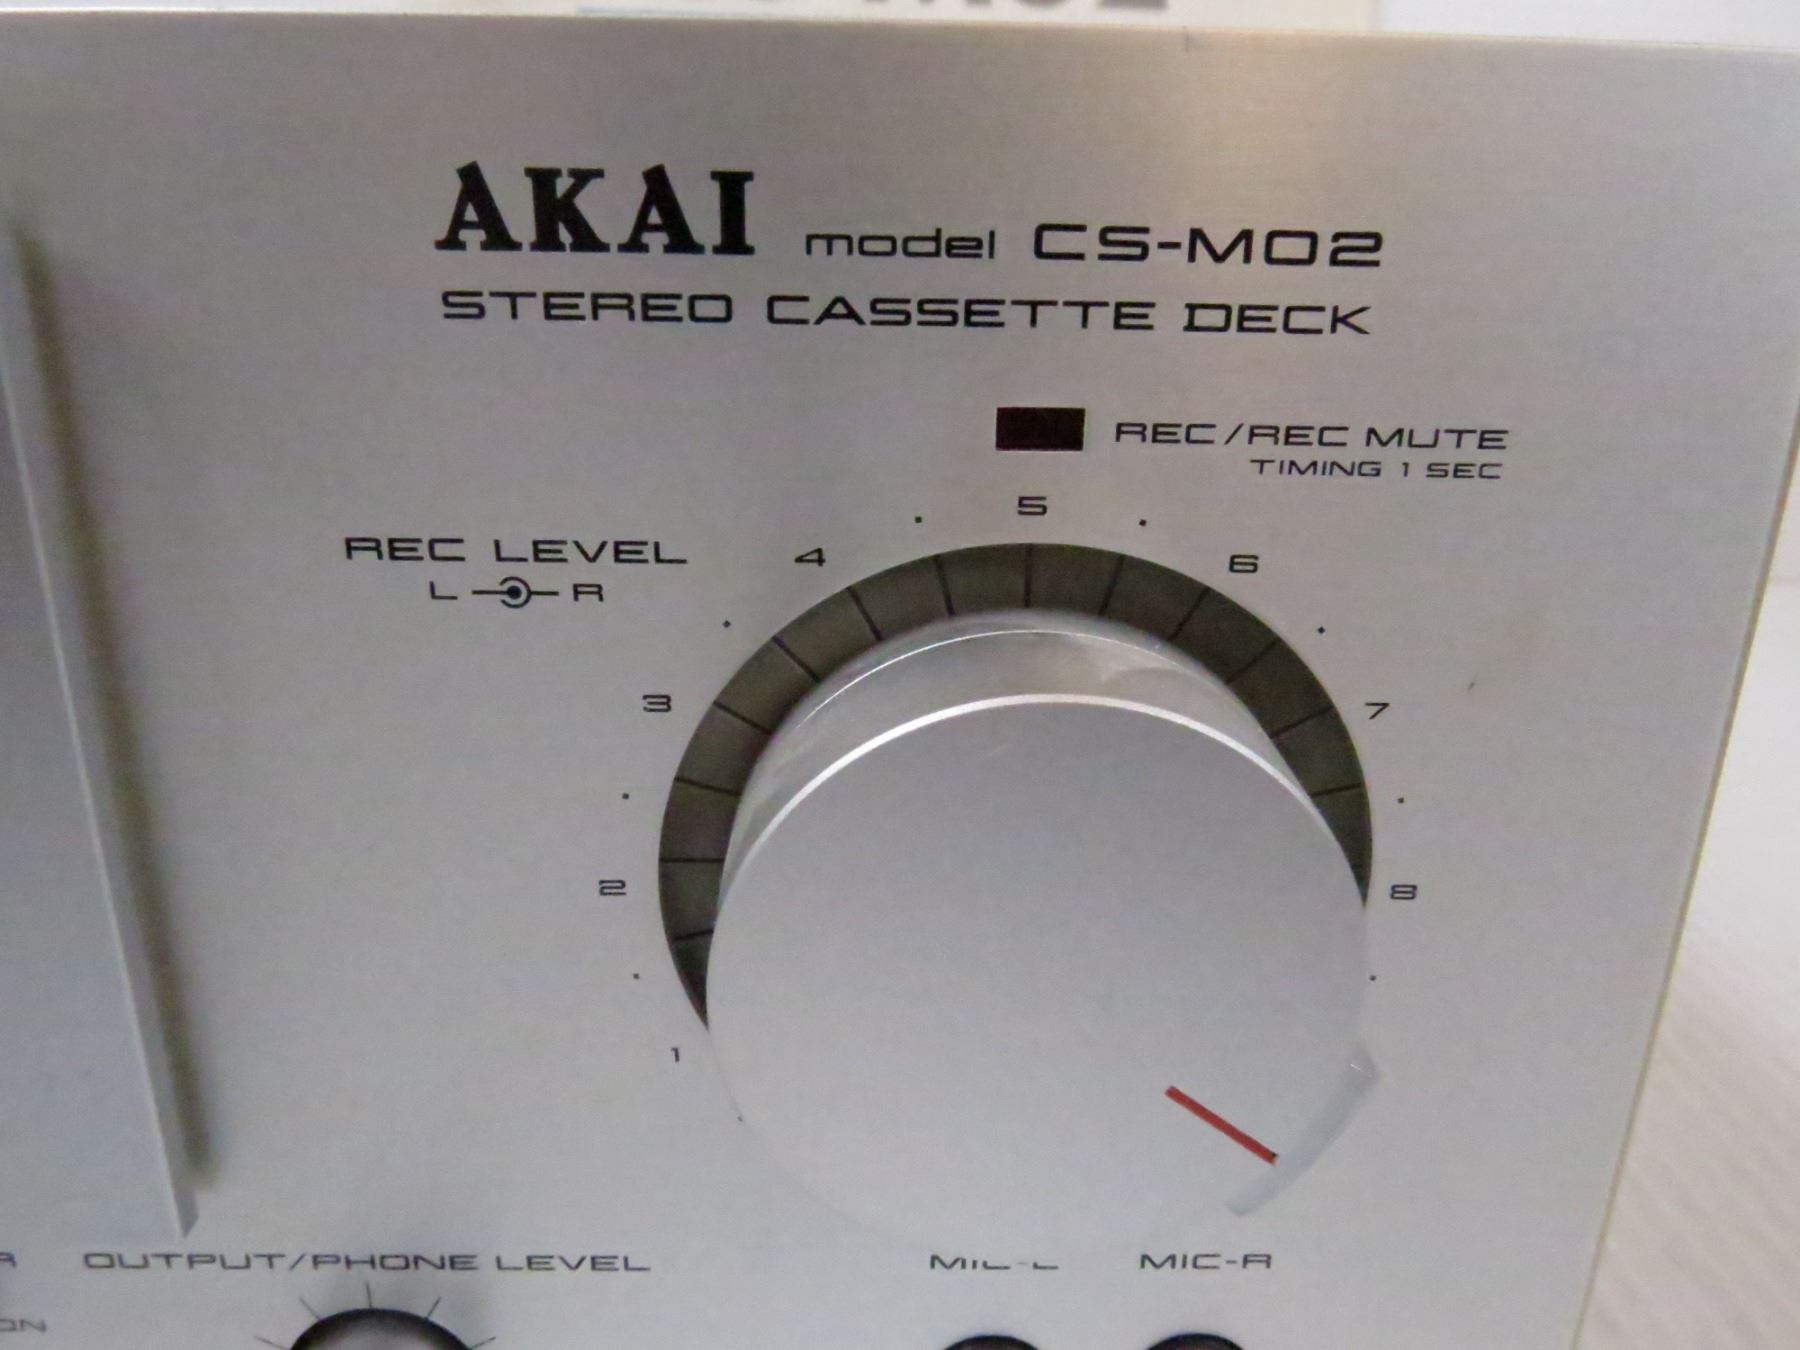 AKAI model CS-M02
STEREO CASSETTE DECK
REC/REC MUTE
TIMING 1 SEC
REC LEVEL
L R
1 2 3 4 5 6 7 8
OUTPUT/PHONE LEVEL
MIC-L MIC-R